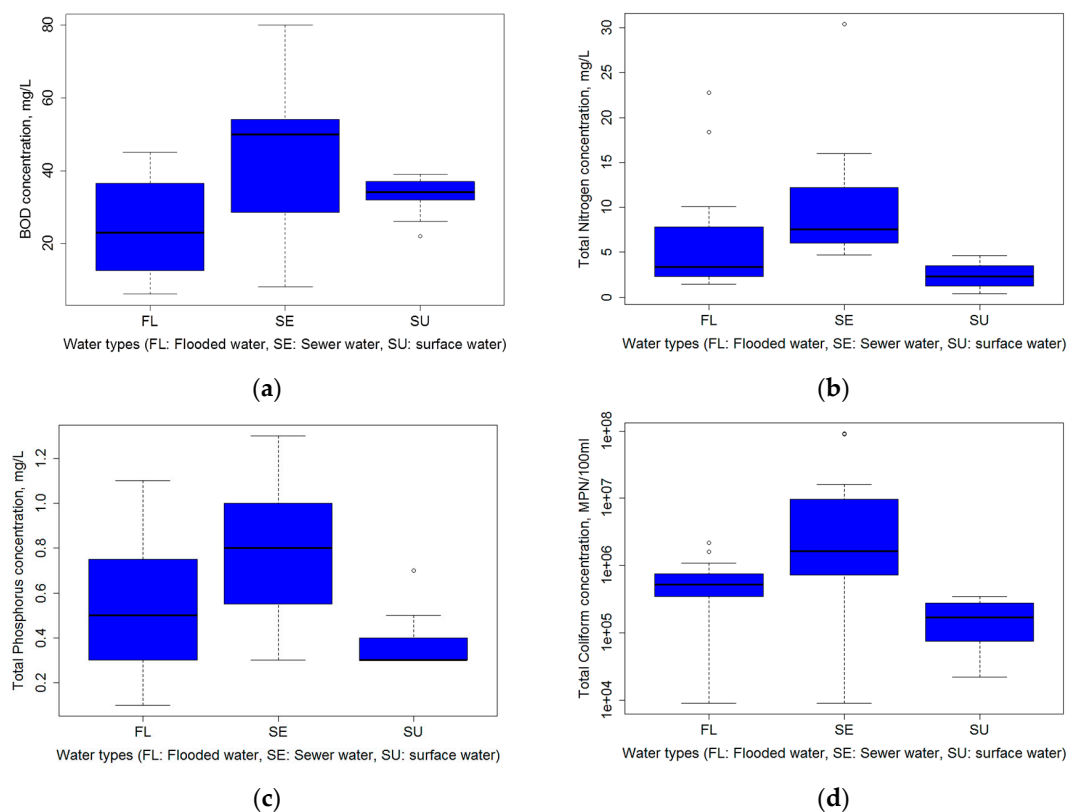 BOD concentration, mg/L
80
60
40
20
FL
SE
SU
Water types (FL: Flooded water, SE: Sewer water, SU: surface water)
(a)
Total Nitrogen concentration, mg/L
30
25
20
15
10
5
0
FL
SE
SU
Water types (FL: Flooded water, SE: Sewer water, SU: surface water)
(b)
Total Phosphorus concentration, mg/L
1.2
1.0
0.8
0.6
0.4
0.2
FL
SE
SU
Water types (FL: Flooded water, SE: Sewer water, SU: surface water)
(c)
Total Coliform concentration, MPN/100ml
1e+08
1e+07
1e+06
1e+05
1e+04
FL
SE
SU
Water types (FL: Flooded water, SE: Sewer water, SU: surface water)
(d)